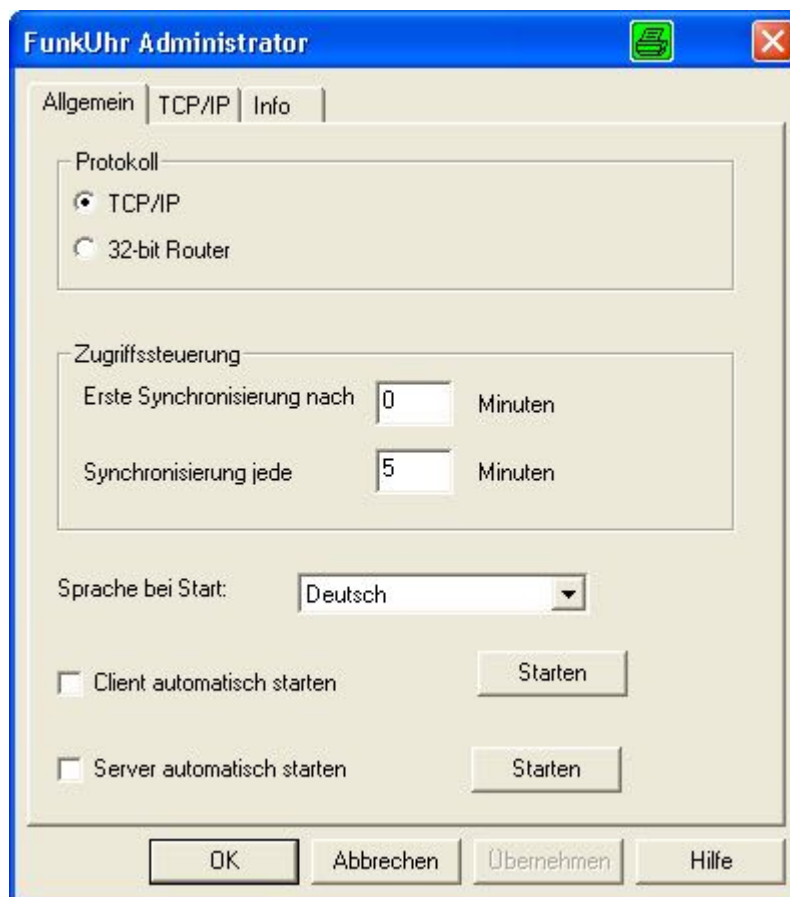 FunkUhr Administrator
Allgemein TCP/IP Info
Protokoll
TCP/IP
32-bit Router
Zugriffssteuerung
Erste Synchronisierung nach 0 Minuten
Synchronisierung jede 5 Minuten
Sprache bei Start: Deutsch
Client automatisch starten Starten
Server automatisch starten Starten
OK Abbrechen Übernehmen Hilfe